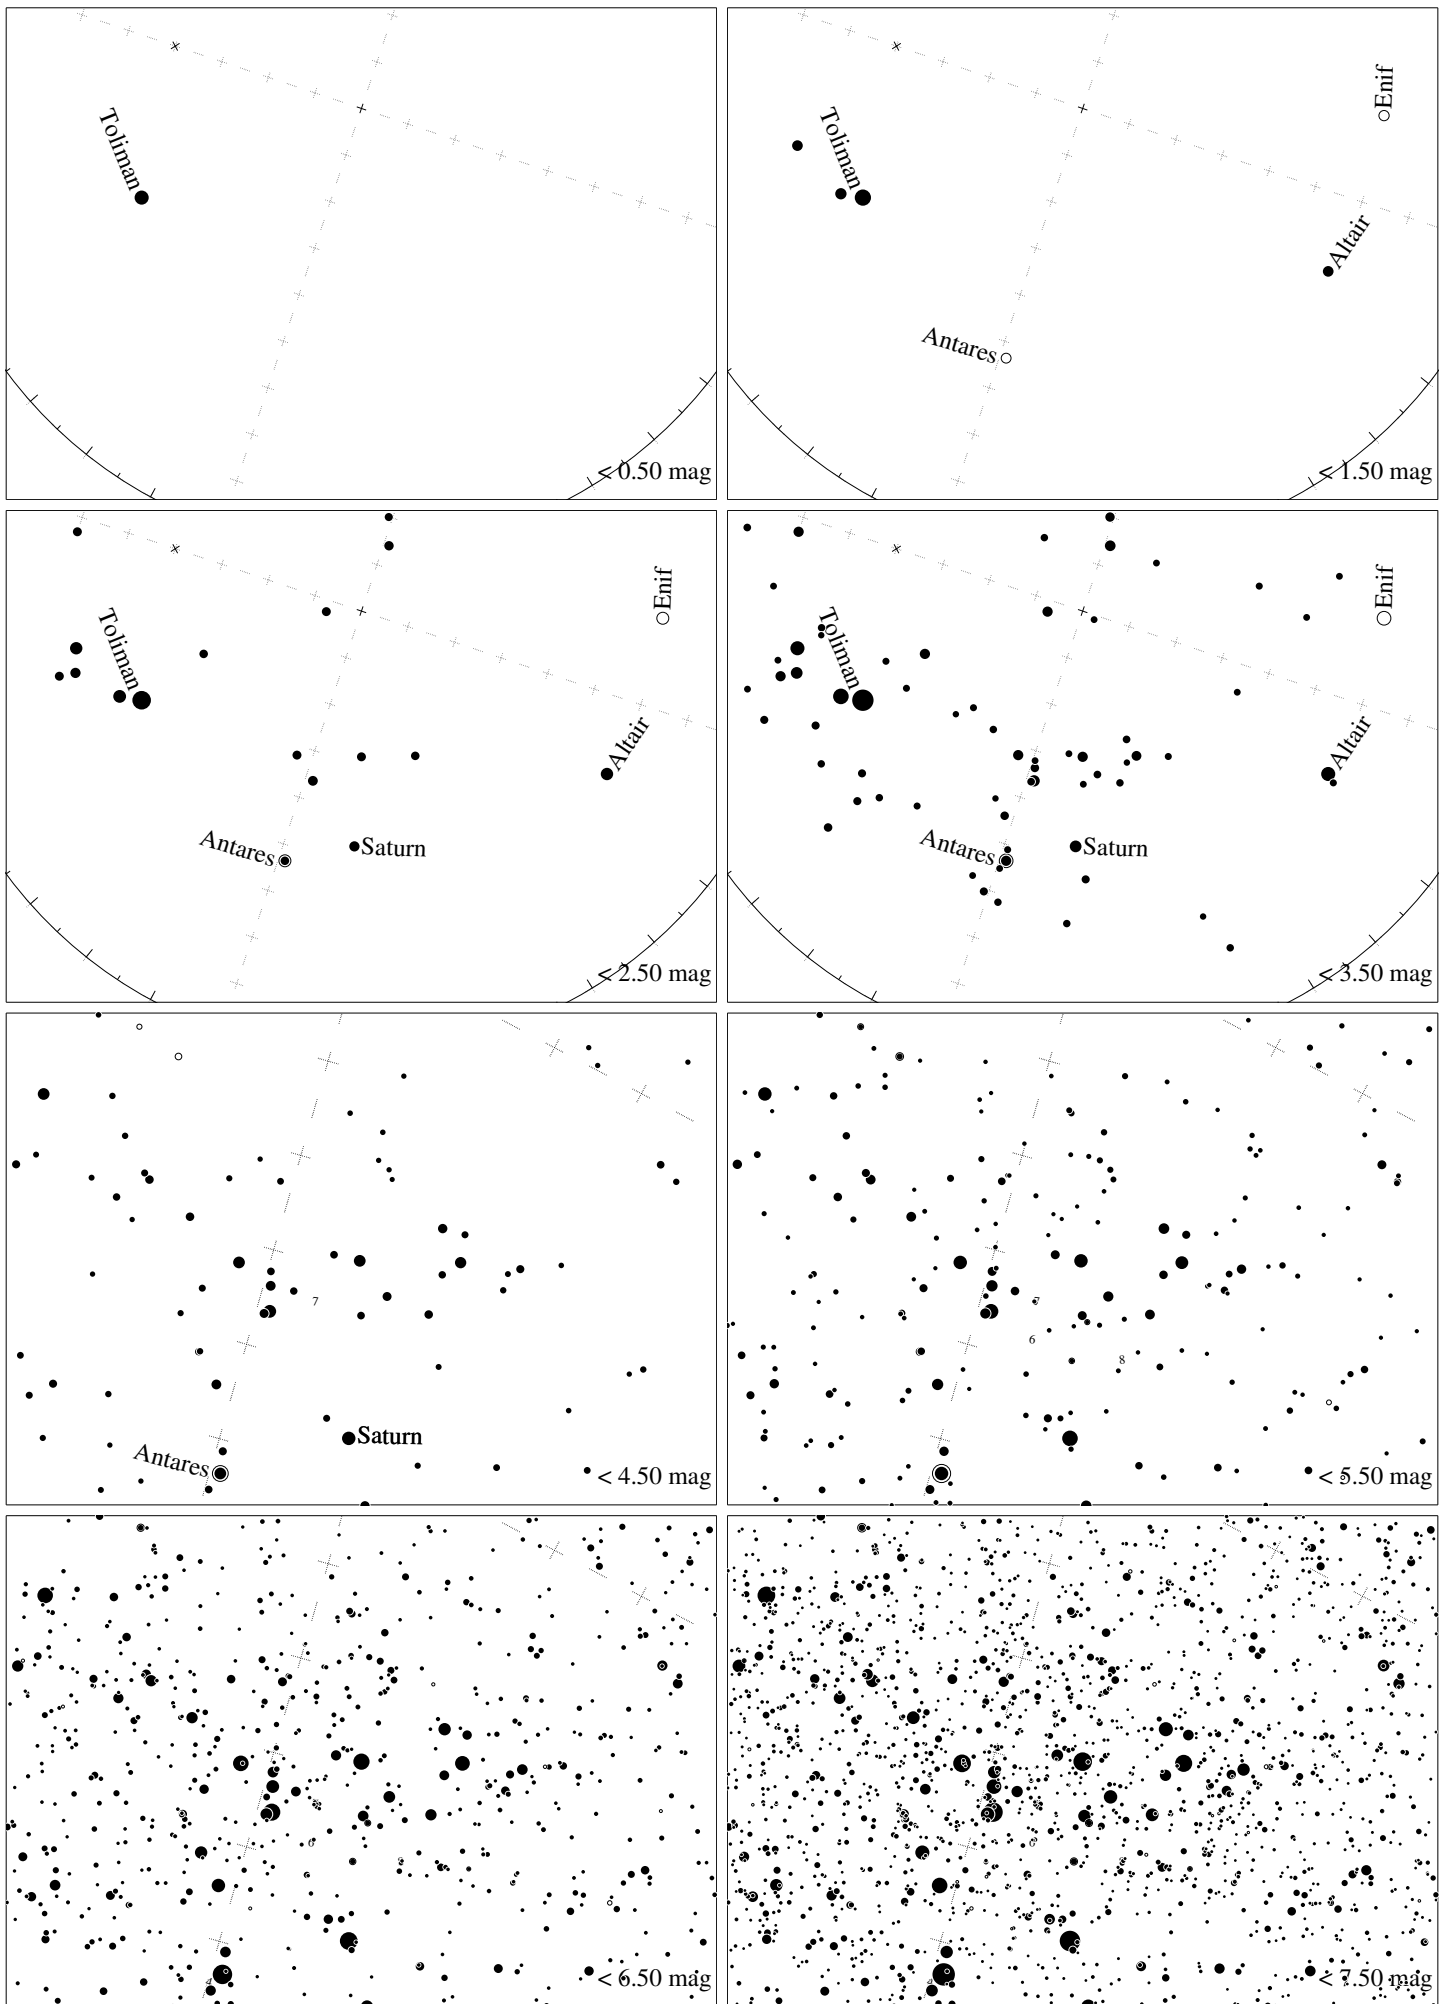 Toliman
< 0.50 mag
Enif
Toliman
Altair
Antares
< 1.50 mag
Enif
Toliman
Altair
Antares
Saturn
< 2.50 mag
Enif
Toliman
Altair
Antares
Saturn
< 3.50 mag
7
Saturn
Antares
< 4.50 mag
7
6
8
< 5.50 mag
< 6.50 mag
< 7.50 mag